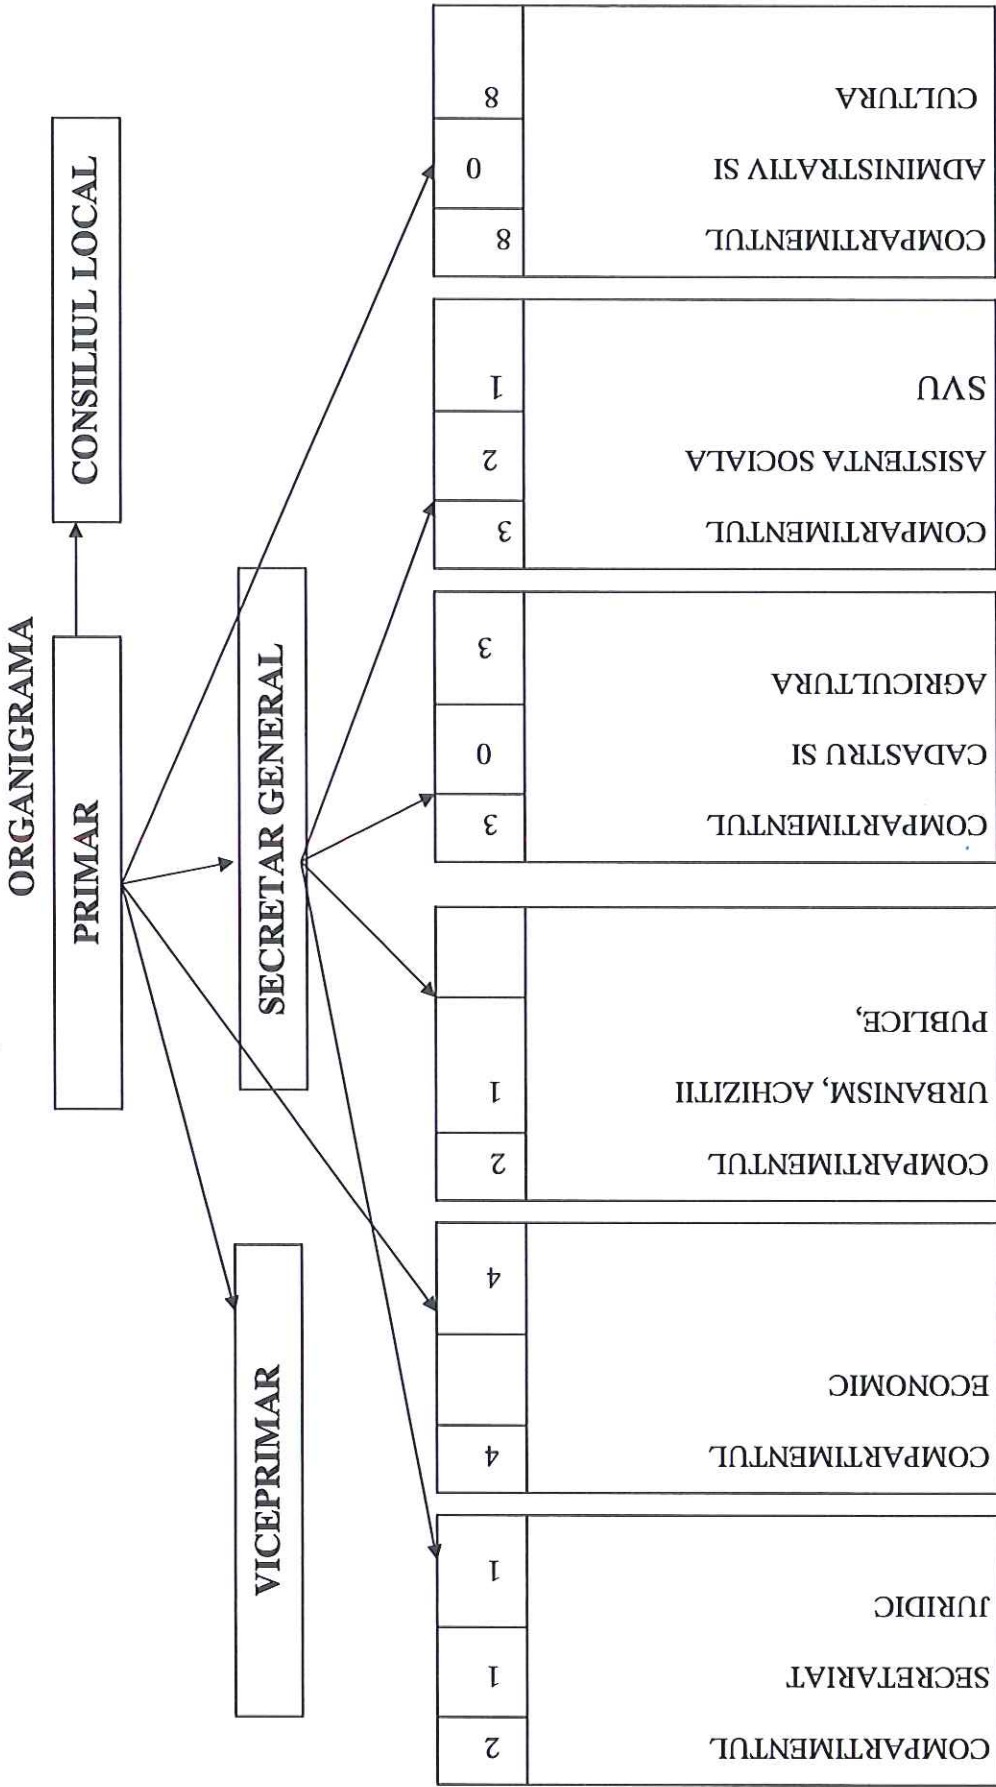 ORGANIGRAMA
PRIMAR
CONSILIUL LOCAL
VICEPRIMAR
SECRETAR GENERAL
2 1 1
COMPARTIMENTUL
SECRETARIAT
JURIDIC
4 4
COMPARTIMENTUL
ECONOMIC
2 1
COMPARTIMENTUL
URBANISM, ACHIZITII
PUBLICE,
3 0 3
COMPARTIMENTUL
CADASTRU SI
AGRICULTURA
3 2 1
COMPARTIMENTUL
ASISTENTA SOCIALA
SVU
8 0 8
COMPARTIMENTUL
ADMINISTRATIV SI
CULTURA